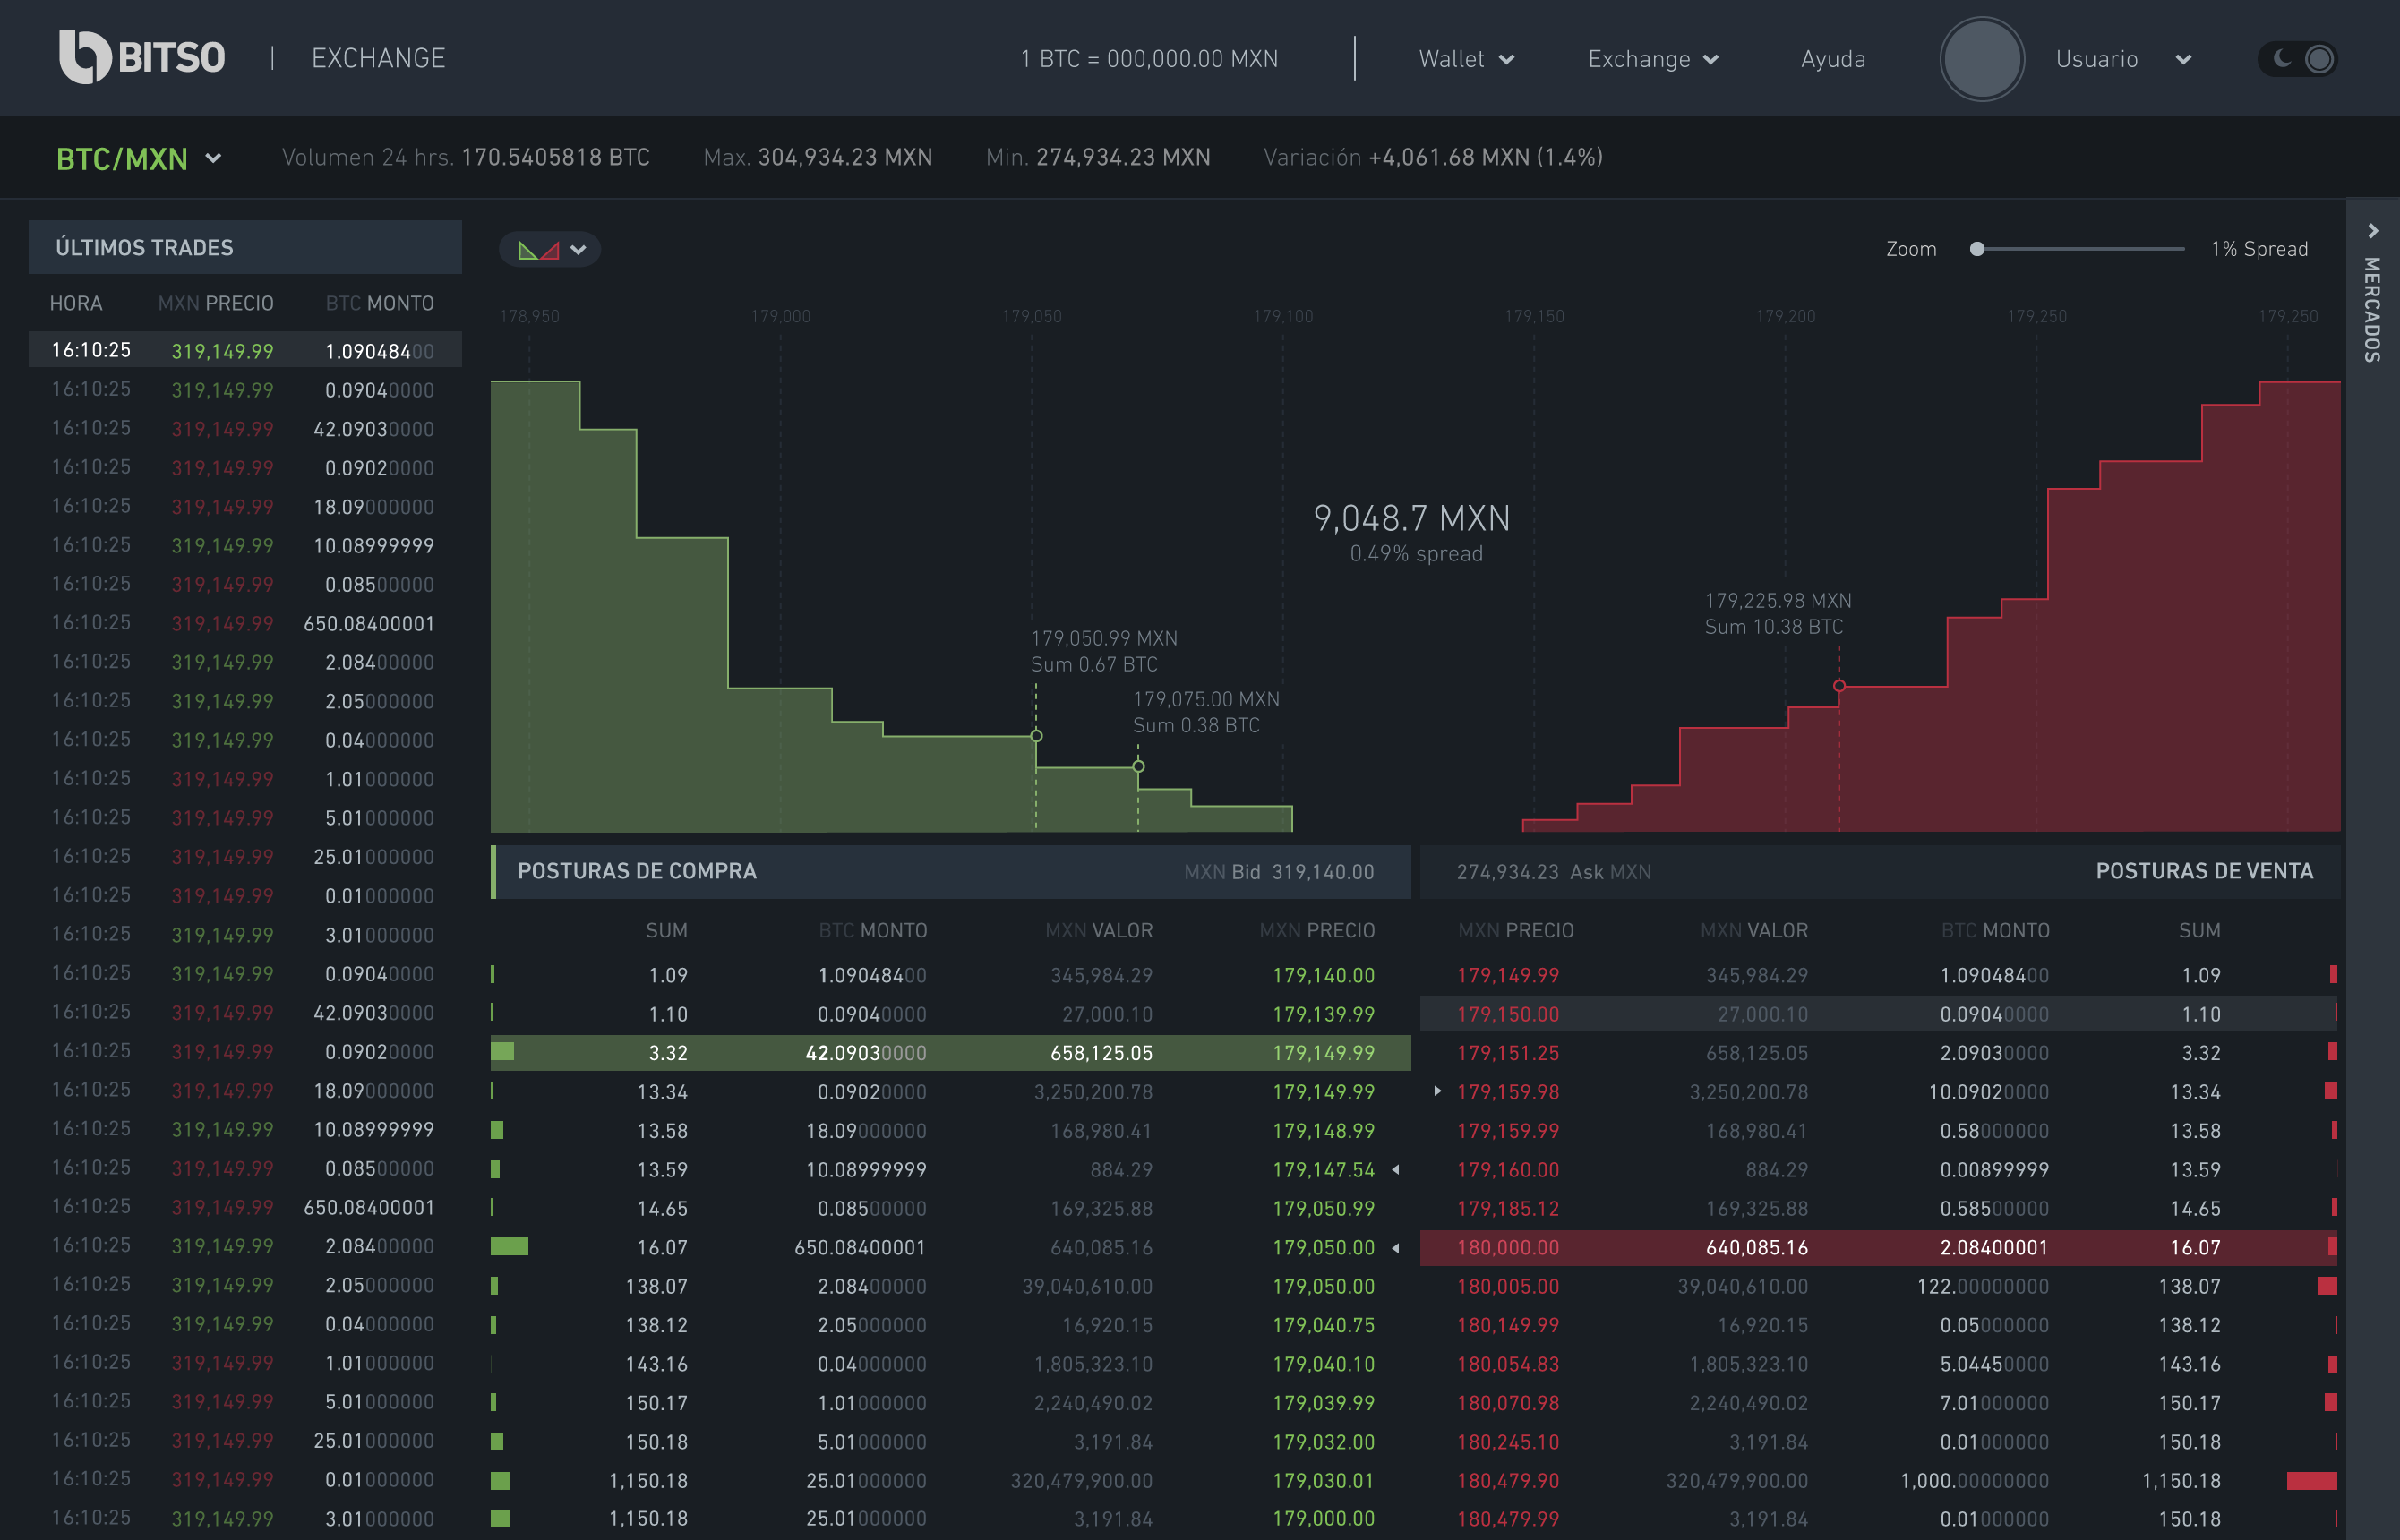 BITSO | EXCHANGE
1 BTC = 000,000.00 MXN
Wallet
Exchange
Ayuda
Usuario
BTC/MXN
Volumen 24 hrs. 170.5405818 BTC
Max. 304,934.23 MXN
Min. 274,934.23 MXN
Variación +4,061.68 MXN (1.4%)
ÚLTIMOS TRADES
HORA MXN PRECIO BTC MONTO
16:10:25 319,149.99 1.09048400
16:10:25 319,149.99 0.09040000
16:10:25 319,149.99 42.09030000
16:10:25 319,149.99 0.09020000
16:10:25 319,149.99 18.09000000
16:10:25 319,149.99 10.08999999
16:10:25 319,149.99 0.08500000
16:10:25 319,149.99 650.08400001
16:10:25 319,149.99 2.08400000
16:10:25 319,149.99 2.05000000
16:10:25 319,149.99 0.04000000
16:10:25 319,149.99 1.01000000
16:10:25 319,149.99 5.01000000
16:10:25 319,149.99 25.01000000
16:10:25 319,149.99 0.01000000
16:10:25 319,149.99 3.01000000
16:10:25 319,149.99 0.09040000
16:10:25 319,149.99 42.09030000
16:10:25 319,149.99 0.09020000
16:10:25 319,149.99 18.09000000
16:10:25 319,149.99 10.08999999
16:10:25 319,149.99 0.08500000
16:10:25 319,149.99 650.08400001
16:10:25 319,149.99 2.08400000
16:10:25 319,149.99 2.05000000
16:10:25 319,149.99 0.04000000
16:10:25 319,149.99 1.01000000
16:10:25 319,149.99 5.01000000
16:10:25 319,149.99 25.01000000
16:10:25 319,149.99 0.01000000
16:10:25 319,149.99 3.01000000
Zoom
1% Spread
178,950 179,000 179,050 179,100 179,150 179,200 179,250 179,250
9,048.7 MXN
0.49% spread
179,050.99 MXN
Sum 0.67 BTC
179,075.00 MXN
Sum 0.38 BTC
179,225.98 MXN
Sum 10.38 BTC
MERCADOS
POSTURAS DE COMPRA MXN Bid 319,140.00
SUM BTC MONTO MXN VALOR MXN PRECIO
1.09 1.09048400 345,984.29 179,140.00
1.10 0.09040000 27,000.10 179,139.99
3.32 42.09030000 658,125.05 179,149.99
13.34 0.09020000 3,250,200.78 179,149.99
13.58 18.09000000 168,980.41 179,148.99
13.59 10.08999999 884.29 179,147.54
14.65 0.08500000 169,325.88 179,050.99
16.07 650.08400001 640,085.16 179,050.00
138.07 2.08400000 39,040,610.00 179,050.00
138.12 2.05000000 16,920.15 179,040.75
143.16 0.04000000 1,805,323.10 179,040.10
150.17 1.01000000 2,240,490.02 179,039.99
150.18 5.01000000 3,191.84 179,032.00
1,150.18 25.01000000 320,479,900.00 179,030.01
1,150.18 25.01000000 3,191.84 179,000.00
274,934.23 Ask MXN POSTURAS DE VENTA
MXN PRECIO MXN VALOR BTC MONTO SUM
179,149.99 345,984.29 1.09048400 1.09
179,150.00 27,000.10 0.09040000 1.10
179,151.25 658,125.05 2.09030000 3.32
179,159.98 3,250,200.78 10.09020000 13.34
179,159.99 168,980.41 0.58000000 13.58
179,160.00 884.29 0.00899999 13.59
179,185.12 169,325.88 0.58500000 14.65
180,000.00 640,085.16 2.08400001 16.07
180,005.00 39,040,610.00 122.00000000 138.07
180,149.99 16,920.15 0.05000000 138.12
180,054.83 1,805,323.10 5.04450000 143.16
180,070.98 2,240,490.02 7.01000000 150.17
180,245.10 3,191.84 0.01000000 150.18
180,479.90 320,479,900.00 1,000.00000000 1,150.18
180,479.99 3,191.84 0.01000000 150.18